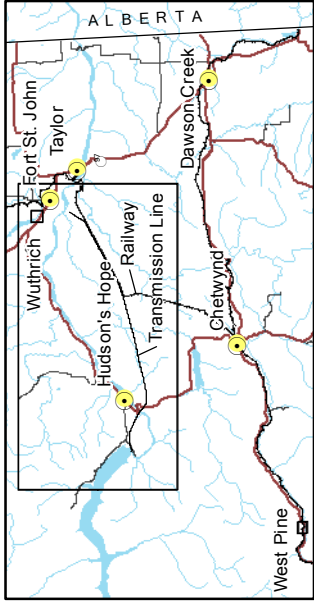 ALBERTA
Fort St. John
Taylor
Wuthrich
Dawson Creek
Hudson's Hope
Railway
Transmission Line
Chetwynd
West Pine